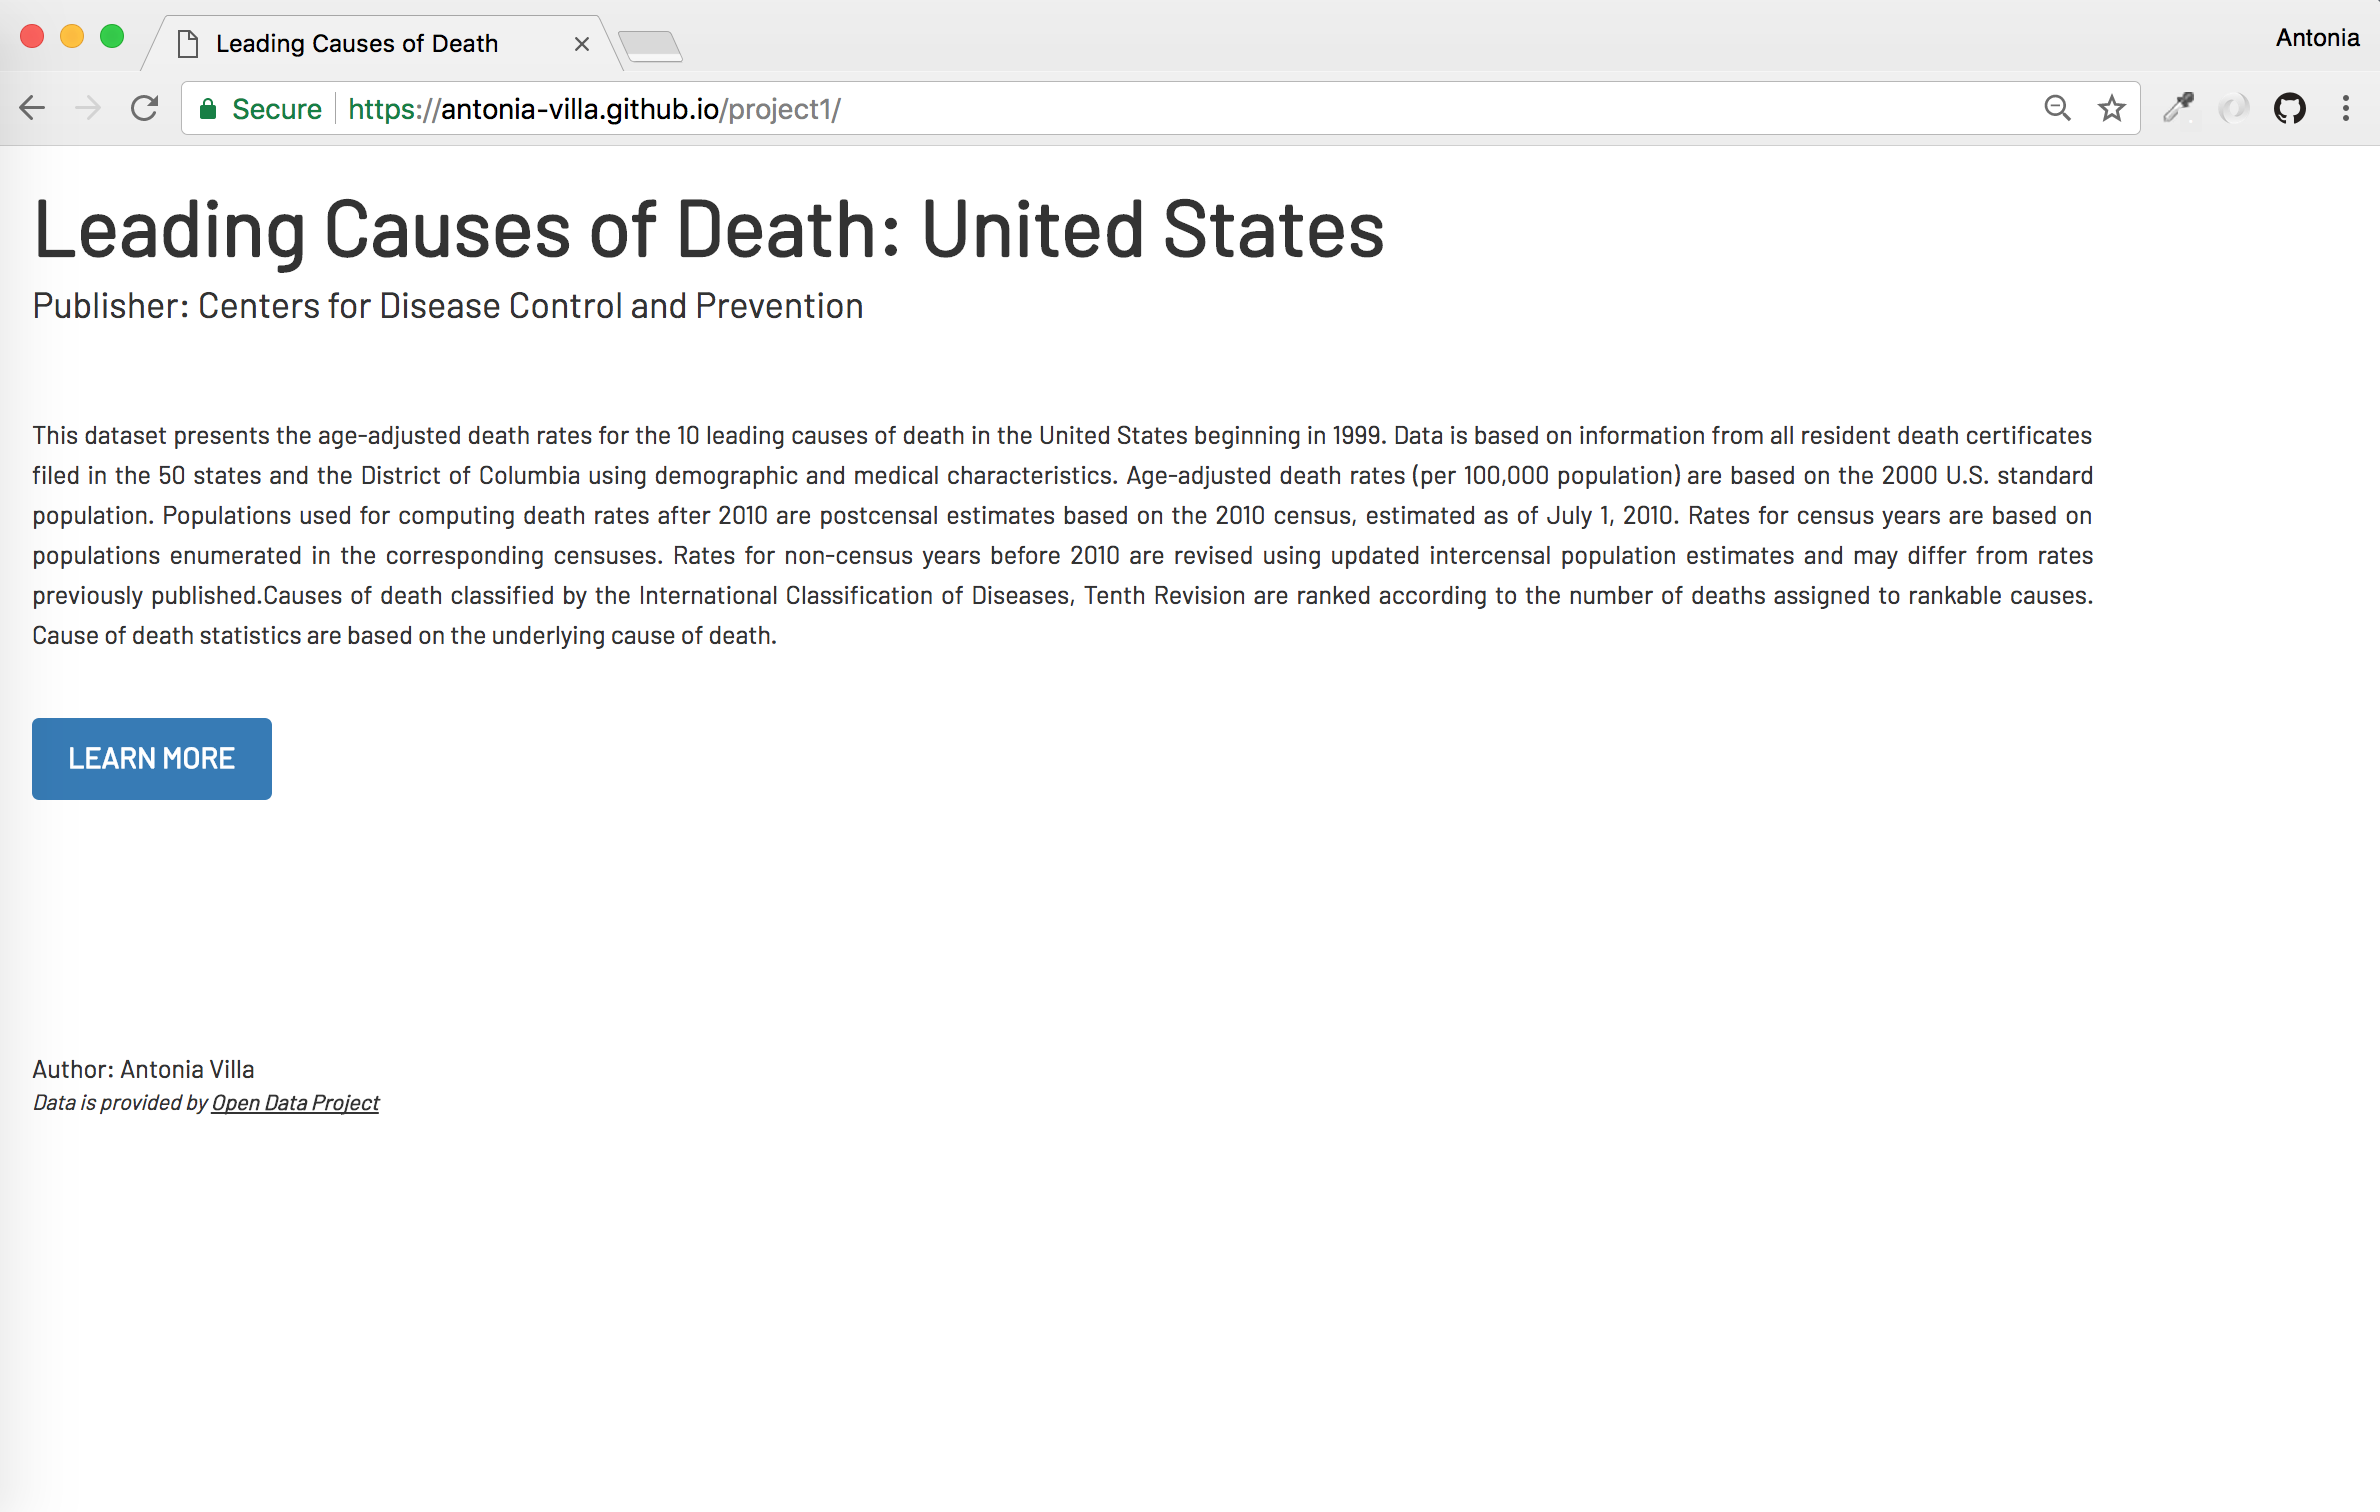 Leading Causes of Death
Antonia
Secure https://antonia-villa.github.io/project1/
Leading Causes of Death: United States
Publisher: Centers for Disease Control and Prevention
This dataset presents the age-adjusted death rates for the 10 leading causes of death in the United States beginning in 1999. Data is based on information from all resident death certificates
filed in the 50 states and the District of Columbia using demographic and medical characteristics. Age-adjusted death rates (per 100,000 population) are based on the 2000 U.S. standard
population. Populations used for computing death rates after 2010 are postcensal estimates based on the 2010 census, estimated as of July 1, 2010. Rates for census years are based on
populations enumerated in the corresponding censuses. Rates for non-census years before 2010 are revised using updated intercensal population estimates and may differ from rates
previously published.Causes of death classified by the International Classification of Diseases, Tenth Revision are ranked according to the number of deaths assigned to rankable causes.
Cause of death statistics are based on the underlying cause of death.
LEARN MORE
Author: Antonia Villa
Data is provided by Open Data Project